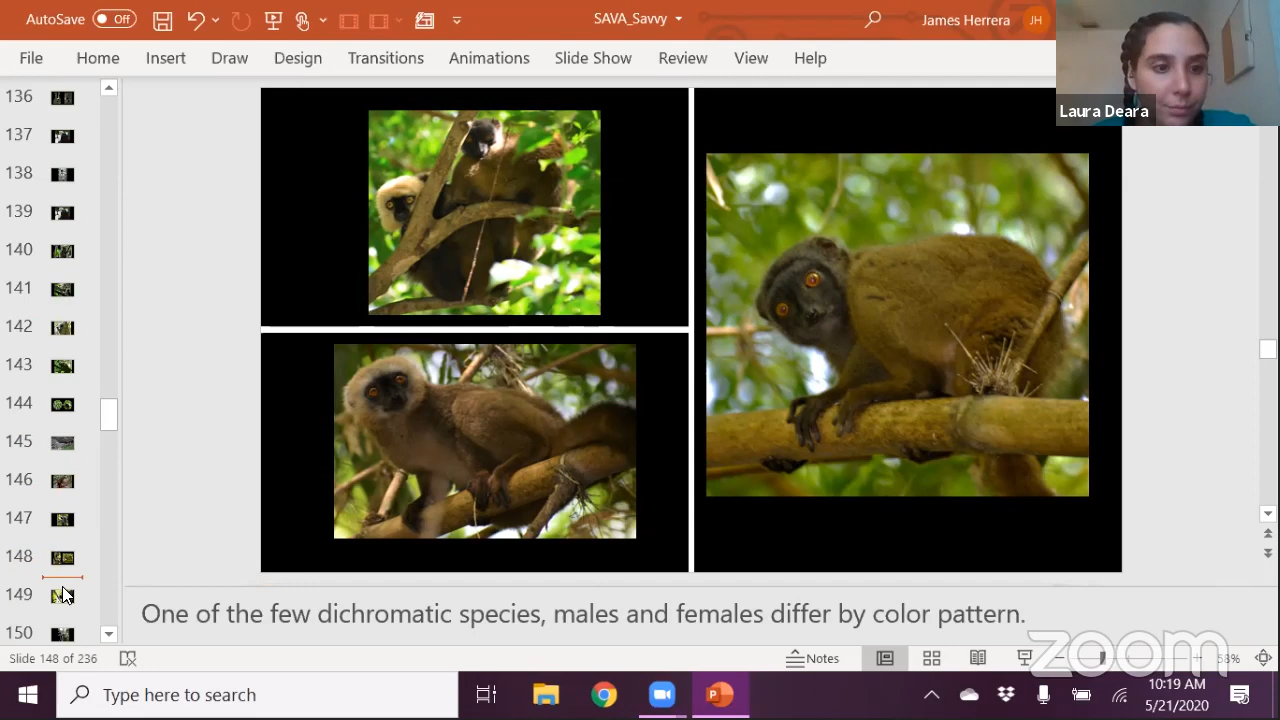 AutoSave Off SAVA_Savvy James Herrera JH
File Home Insert Draw Design Transitions Animations Slide Show Review View Help
Laura Deara
136
137
138
139
140
141
142
143
144
145
146
147
148
149
150
One of the few dichromatic species, males and females differ by color pattern.
zoom
Slide 148 of 236 Notes 53%
Type here to search
10:19 AM
5/21/2020